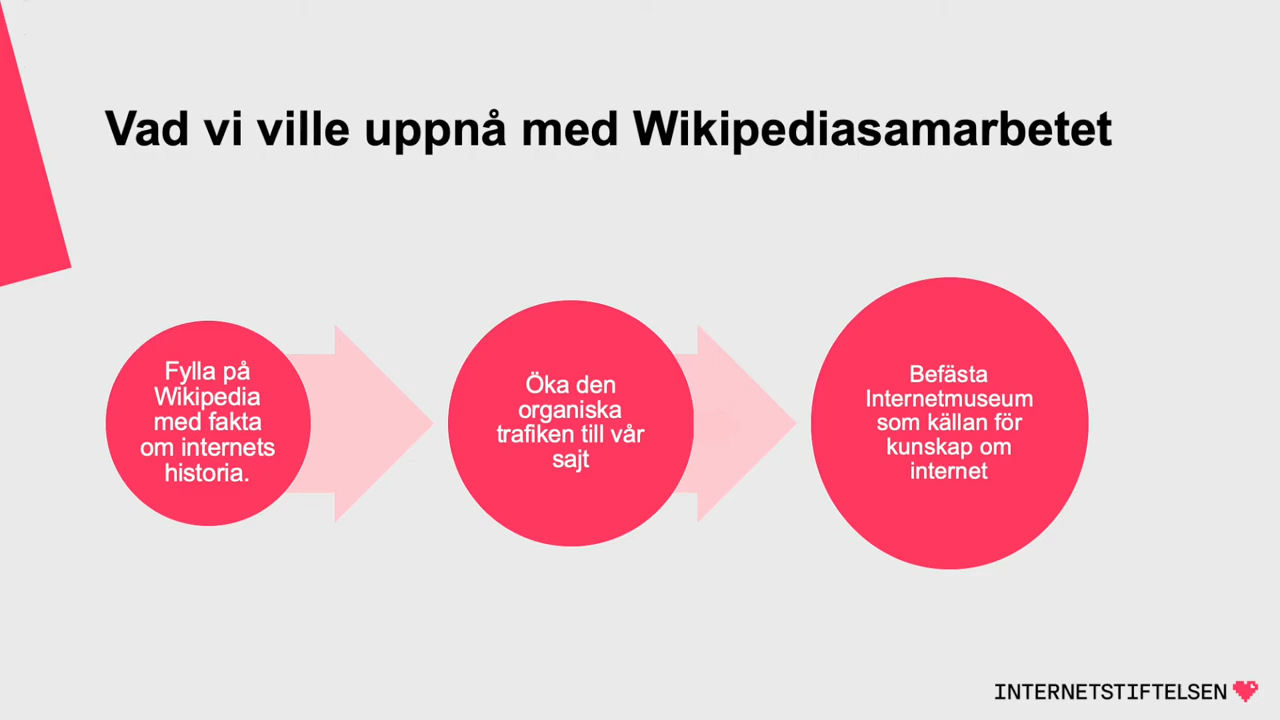 Vad vi ville uppnå med Wikipediasamarbetet
Fylla på
Wikipedia
med fakta
om internets
historia.
Öka den
organiska
trafiken till vår
sajt
Befästa
Internetmuseum
som källan för
kunskap om
internet
INTERNETSTIFTELSEN